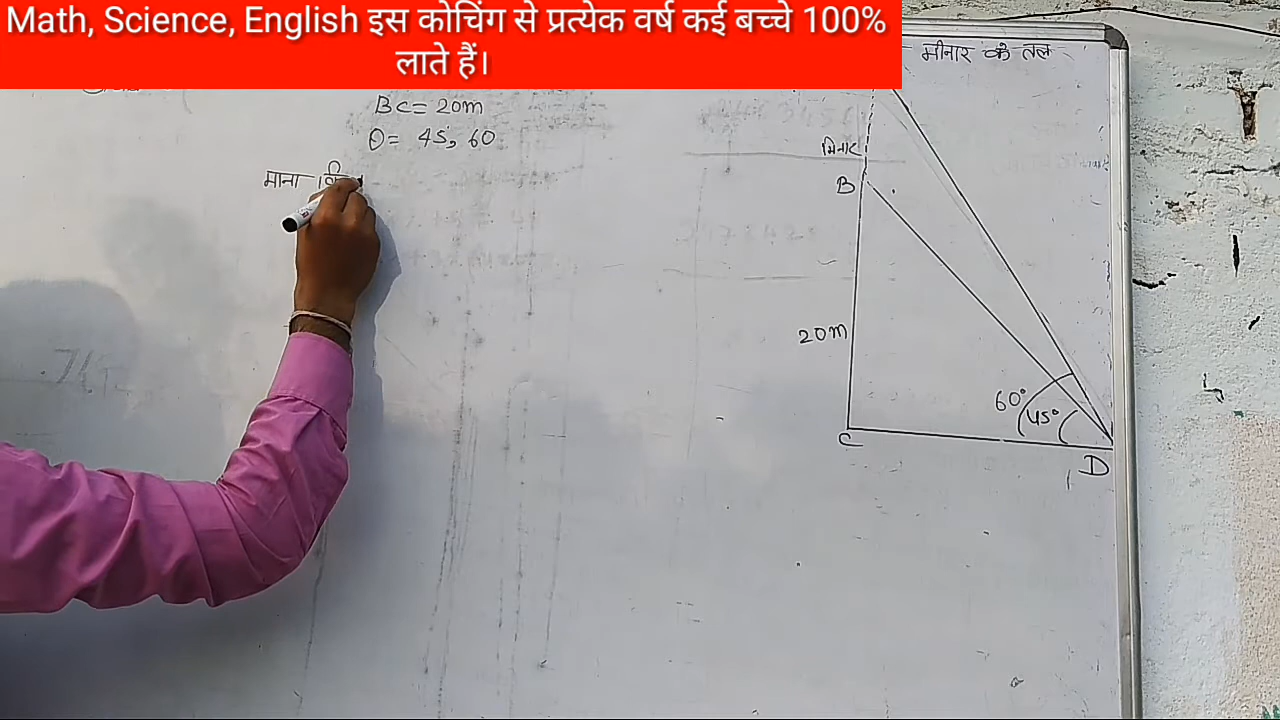 Math, Science, English इस कोचिंग से प्रत्येक वर्ष कई बच्चे 100%
लाते हैं।
मीनार के तल
BC = 20m
θ = 45, 60
माना कि
मिनार
B
20m
60°
45°
C
D